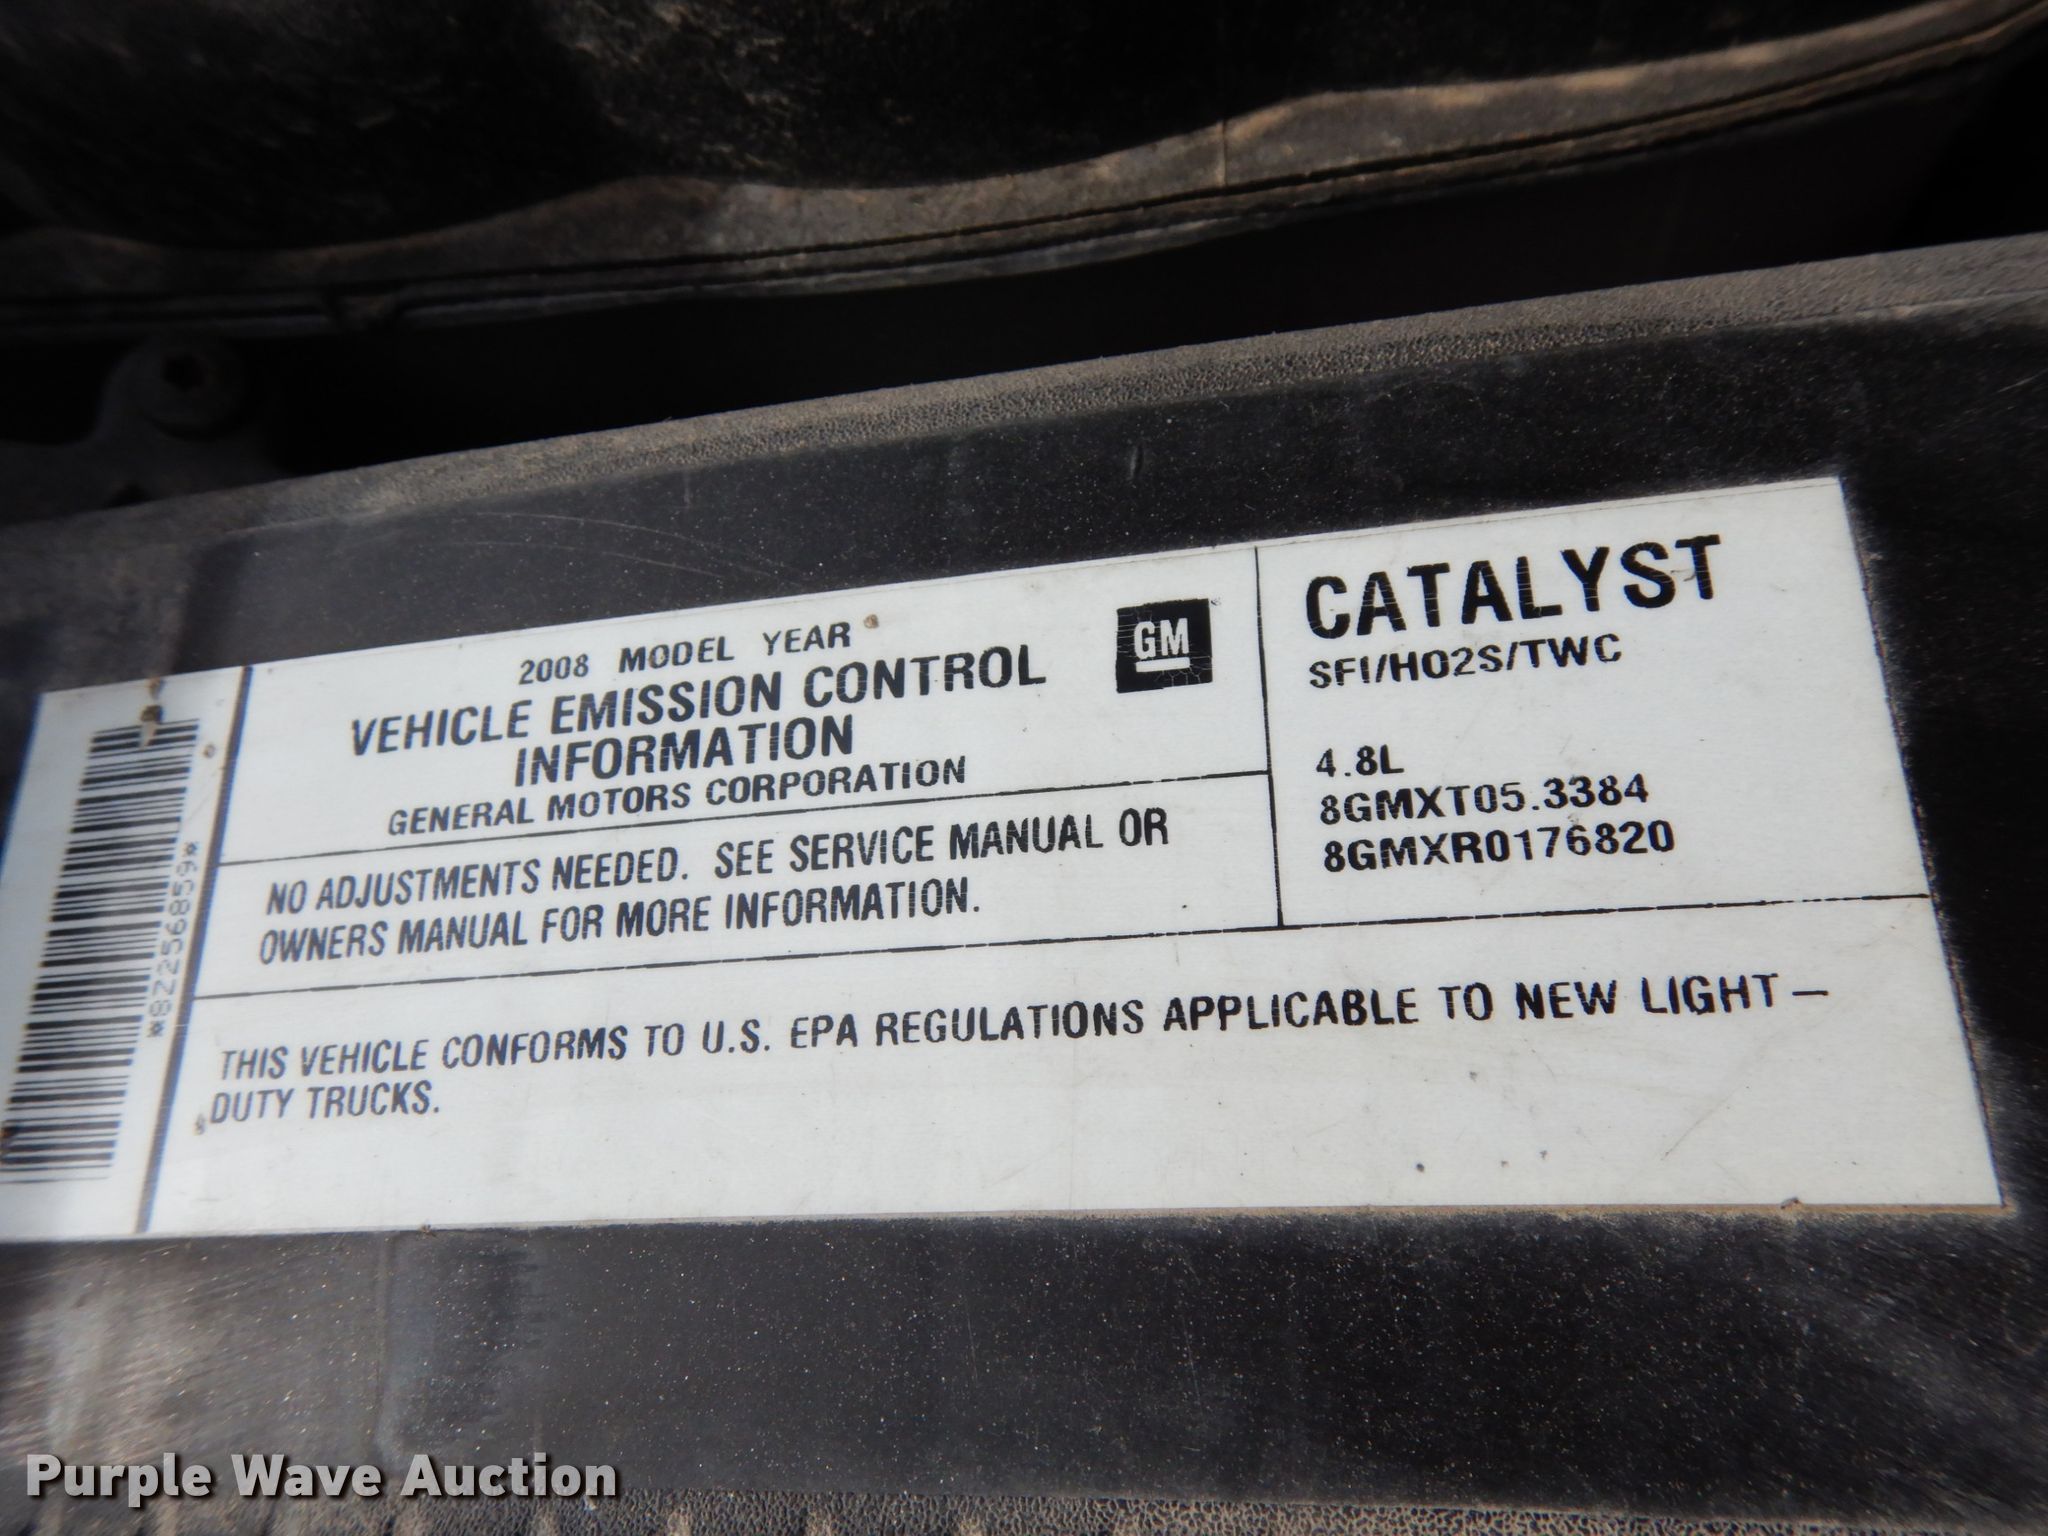 2008 MODEL YEAR
VEHICLE EMISSION CONTROL
INFORMATION
GENERAL MOTORS CORPORATION
GM
NO ADJUSTMENTS NEEDED. SEE SERVICE MANUAL OR
OWNERS MANUAL FOR MORE INFORMATION.
CATALYST
SFI/HO2S/TWC
4.8L
8GMXT05.3384
8GMXR0176820
THIS VEHICLE CONFORMS TO U.S. EPA REGULATIONS APPLICABLE TO NEW LIGHT-
DUTY TRUCKS.
*82256859*
Purple Wave Auction